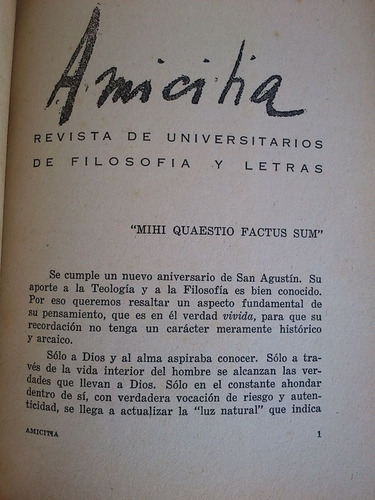 Amicitia
REVISTA DE UNIVERSITARIOS
DE FILOSOFIA Y LETRAS
"MIHI QUAESTIO FACTUS SUM"
Se cumple un nuevo aniversario de San Agustín. Su
aporte a la Teología y a la Filosofía es bien conocido.
Por eso queremos resaltar un aspecto fundamental de
su pensamiento, que es en él verdad vivida, para que su
recordación no tenga un carácter meramente histórico
y arcaico.
Sólo a Dios y al alma aspiraba conocer. Sólo a tra-
vés de la vida interior del hombre se alcanzan las ver-
dades que llevan a Dios. Sólo en el constante ahondar
dentro de sí, con verdadera vocación de riesgo y auten-
ticidad, se llega a actualizar la "luz natural" que indica
AMICITIA 1